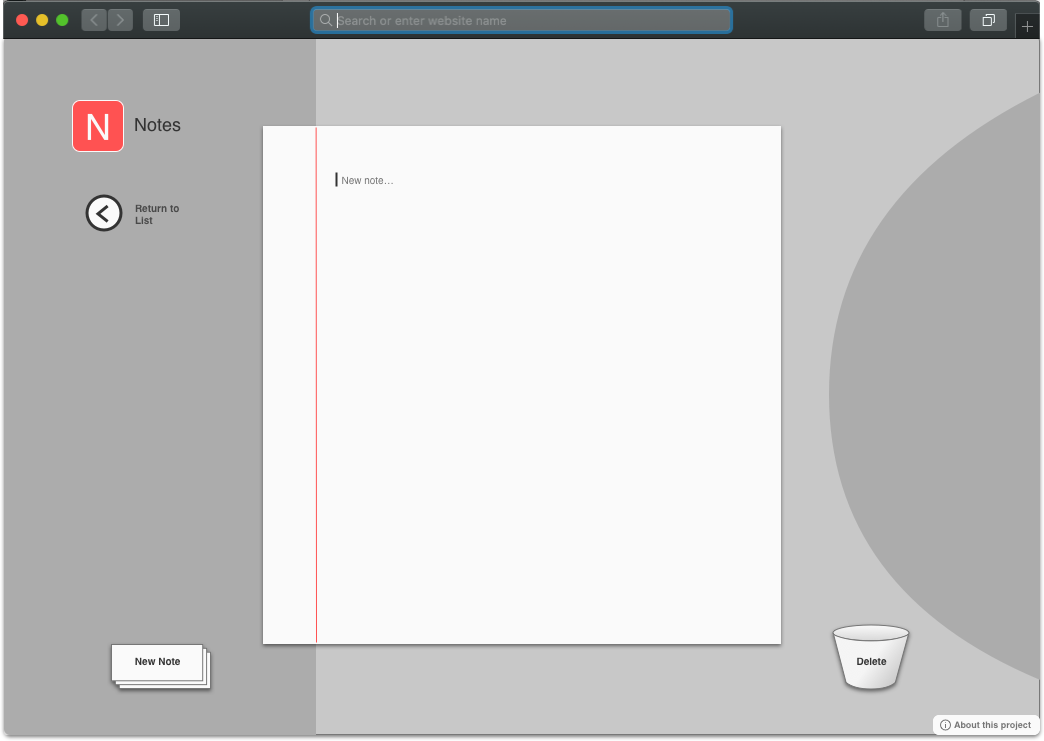 Search or enter website name
N Notes
New note...
Return to
List
New Note
Delete
About this project